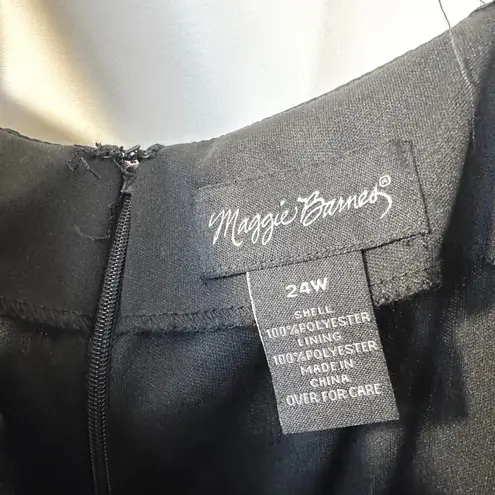 Maggie Barnes®
24W
SHELL
100%POLYESTER
LINING
100%POLYESTER
MADE IN
CHINA
OVER FOR CARE